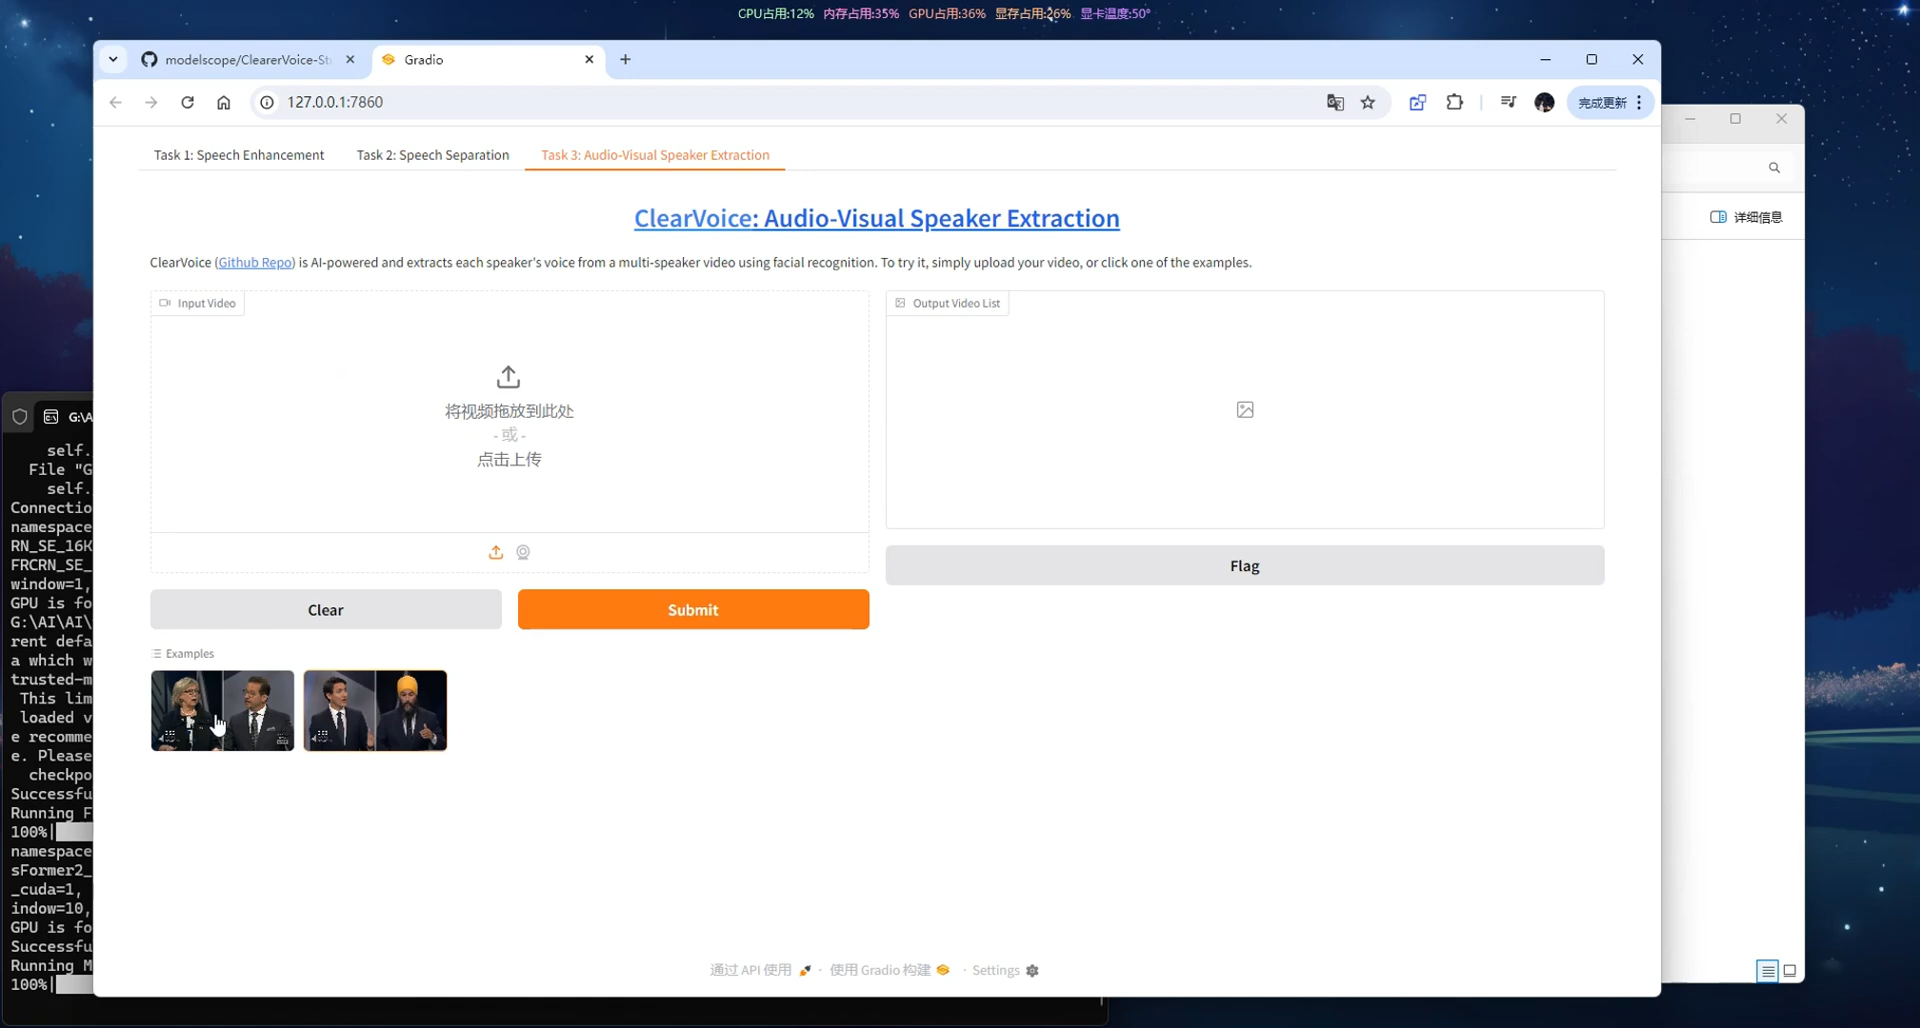 CPU占用:12% 内存占用:35% GPU占用:36% 显存占用:26% 显卡温度:50°
modelscope/ClearerVoice-St
Gradio
127.0.0.1:7860
完成更新
Task 1: Speech Enhancement
Task 2: Speech Separation
Task 3: Audio-Visual Speaker Extraction
详细信息
ClearVoice: Audio-Visual Speaker Extraction
ClearVoice (Github Repo) is AI-powered and extracts each speaker's voice from a multi-speaker video using facial recognition. To try it, simply upload your video, or click one of the examples.
Input Video
Output Video List
将视频拖放到此处
- 或 -
点击上传
Flag
Clear
Submit
Examples
通过 API 使用 · 使用 Gradio 构建 · Settings
G:\A
self.
File "G
self.
Connectio
namespace
RN_SE_16K
FRCRN_SE_
window=1,
GPU is fo
G:\AI\AI\
rent defa
a which w
trusted-m
This lim
loaded v
e recomme
e. Please
checkpo
Successfu
Running F
100%|
namespace
sFormer2_
_cuda=1,
indow=10,
GPU is fo
Successfu
Running M
100%|